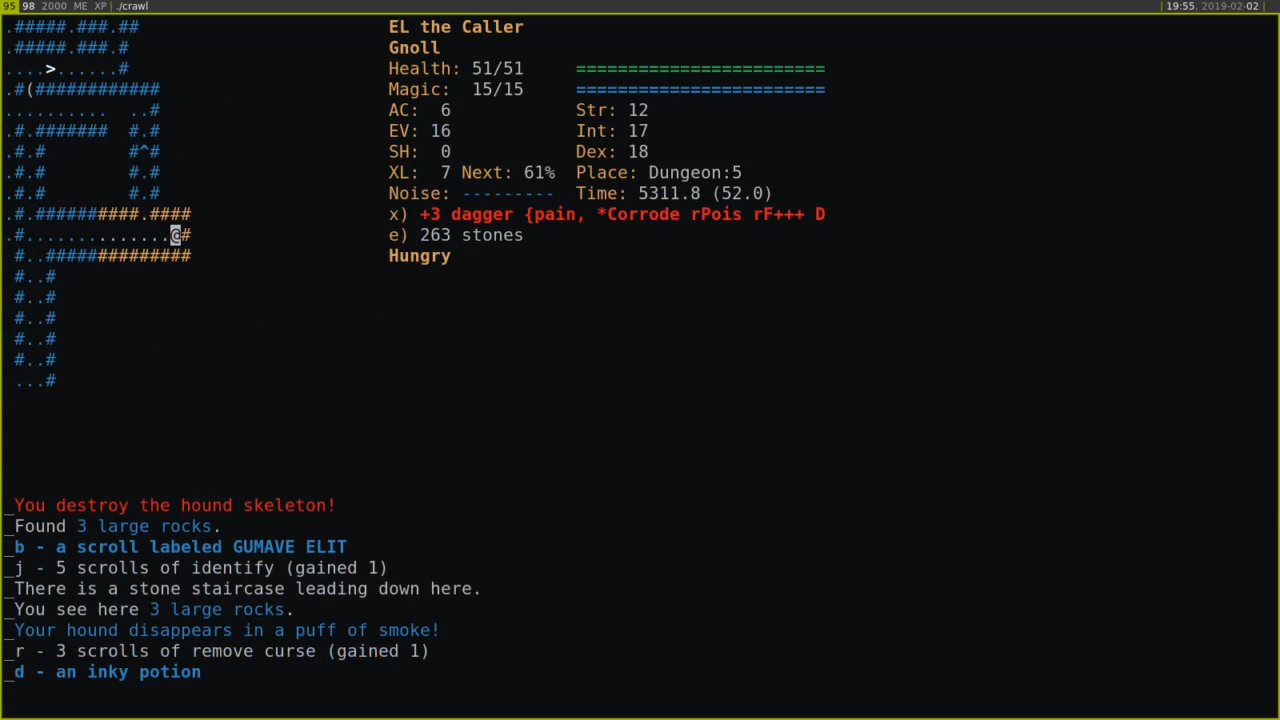 95 98 2000 ME XP ./crawl | 19:55. 2019-02-02 |
.#####.###.## EL the Caller
.#####.###.# Gnoll
....>......# Health: 51/51 ========================
.#(############ Magic: 15/15 ========================
.......... ..# AC: 6 Str: 12
.#.####### #.# EV: 16 Int: 17
.#.# #^# SH: 0 Dex: 18
.#.# #.# XL: 7 Next: 61% Place: Dungeon:5
.#.# #.# Noise: --------- Time: 5311.8 (52.0)
.#.##########.#### x) +3 dagger {pain, *Corrode rPois rF+++ D
.#..............@# e) 263 stones
#..############## Hungry
#..#
#..#
#..#
#..#
#..#
...#
_You destroy the hound skeleton!
_Found 3 large rocks.
_b - a scroll labeled GUMAVE ELIT
_j - 5 scrolls of identify (gained 1)
_There is a stone staircase leading down here.
_You see here 3 large rocks.
_Your hound disappears in a puff of smoke!
_r - 3 scrolls of remove curse (gained 1)
_d - an inky potion